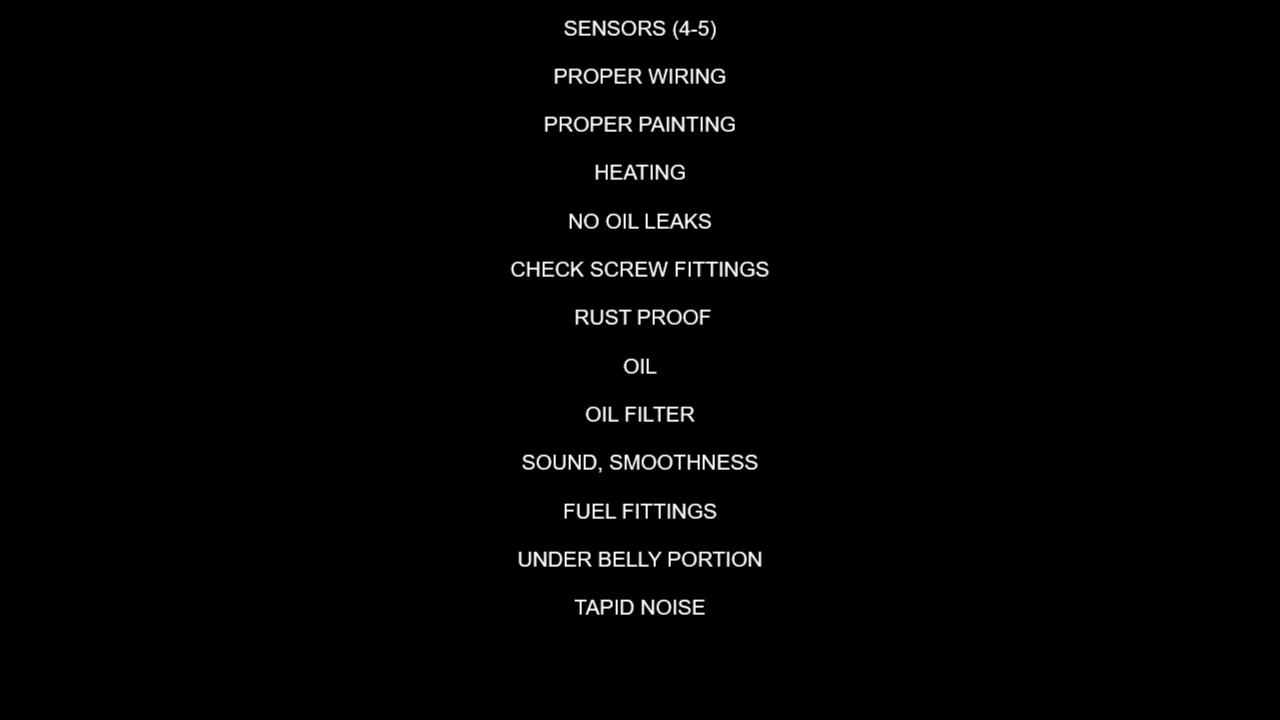 SENSORS (4-5)
PROPER WIRING
PROPER PAINTING
HEATING
NO OIL LEAKS
CHECK SCREW FITTINGS
RUST PROOF
OIL
OIL FILTER
SOUND, SMOOTHNESS
FUEL FITTINGS
UNDER BELLY PORTION
TAPID NOISE